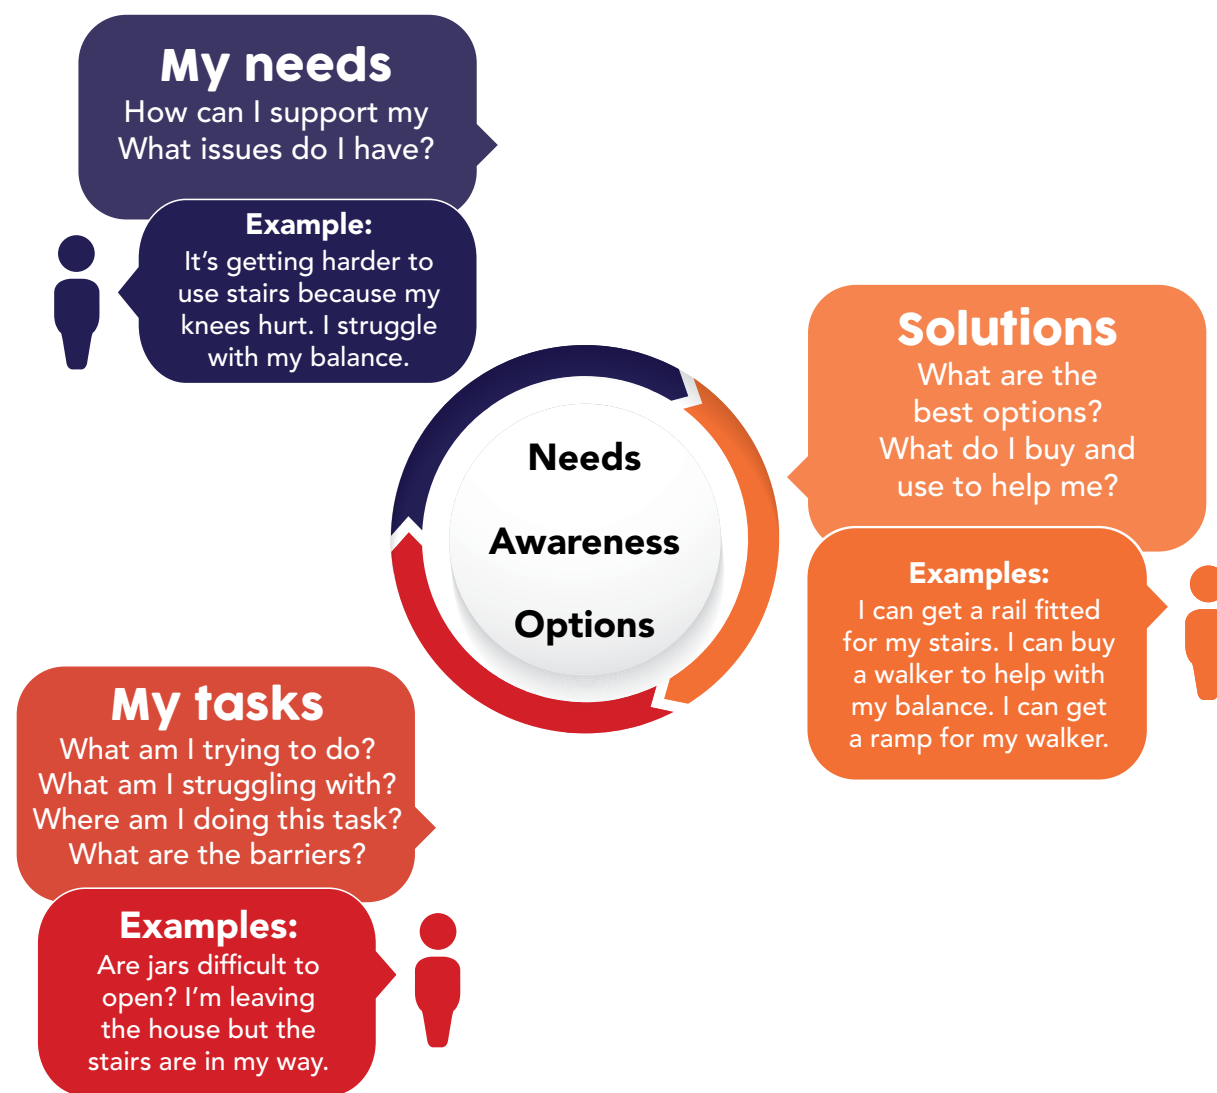 My needs
How can I support my
What issues do I have?
Example:
It's getting harder to
use stairs because my
knees hurt. I struggle
with my balance.
Solutions
What are the
best options?
What do I buy and
use to help me?
Examples:
I can get a rail fitted
for my stairs. I can buy
a walker to help with
my balance. I can get
a ramp for my walker.
Needs
Awareness
Options
My tasks
What am I trying to do?
What am I struggling with?
Where am I doing this task?
What are the barriers?
Examples:
Are jars difficult to
open? I'm leaving
the house but the
stairs are in my way.